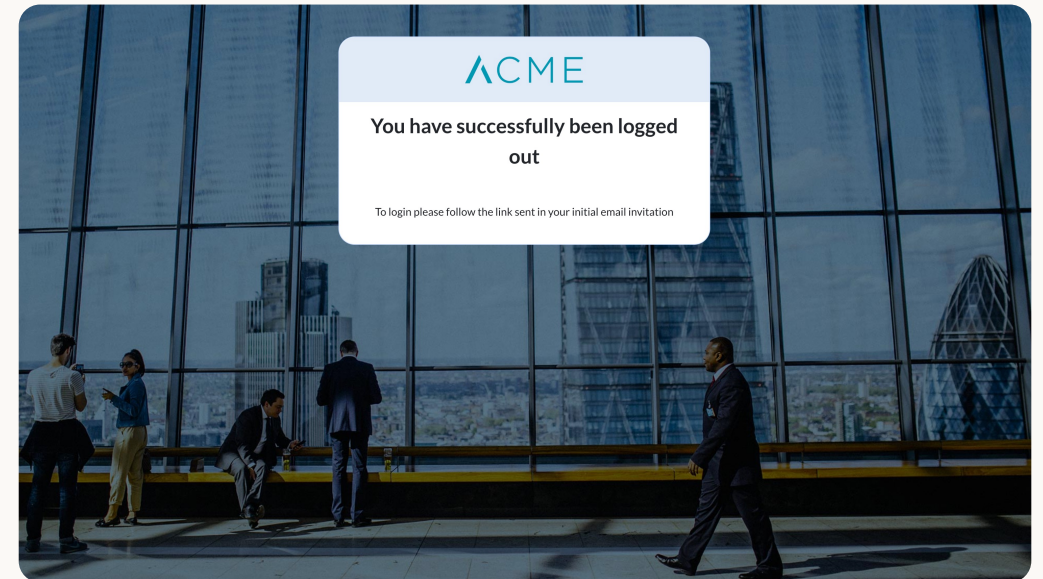 ACME
You have successfully been logged
out
To login please follow the link sent in your initial email invitation